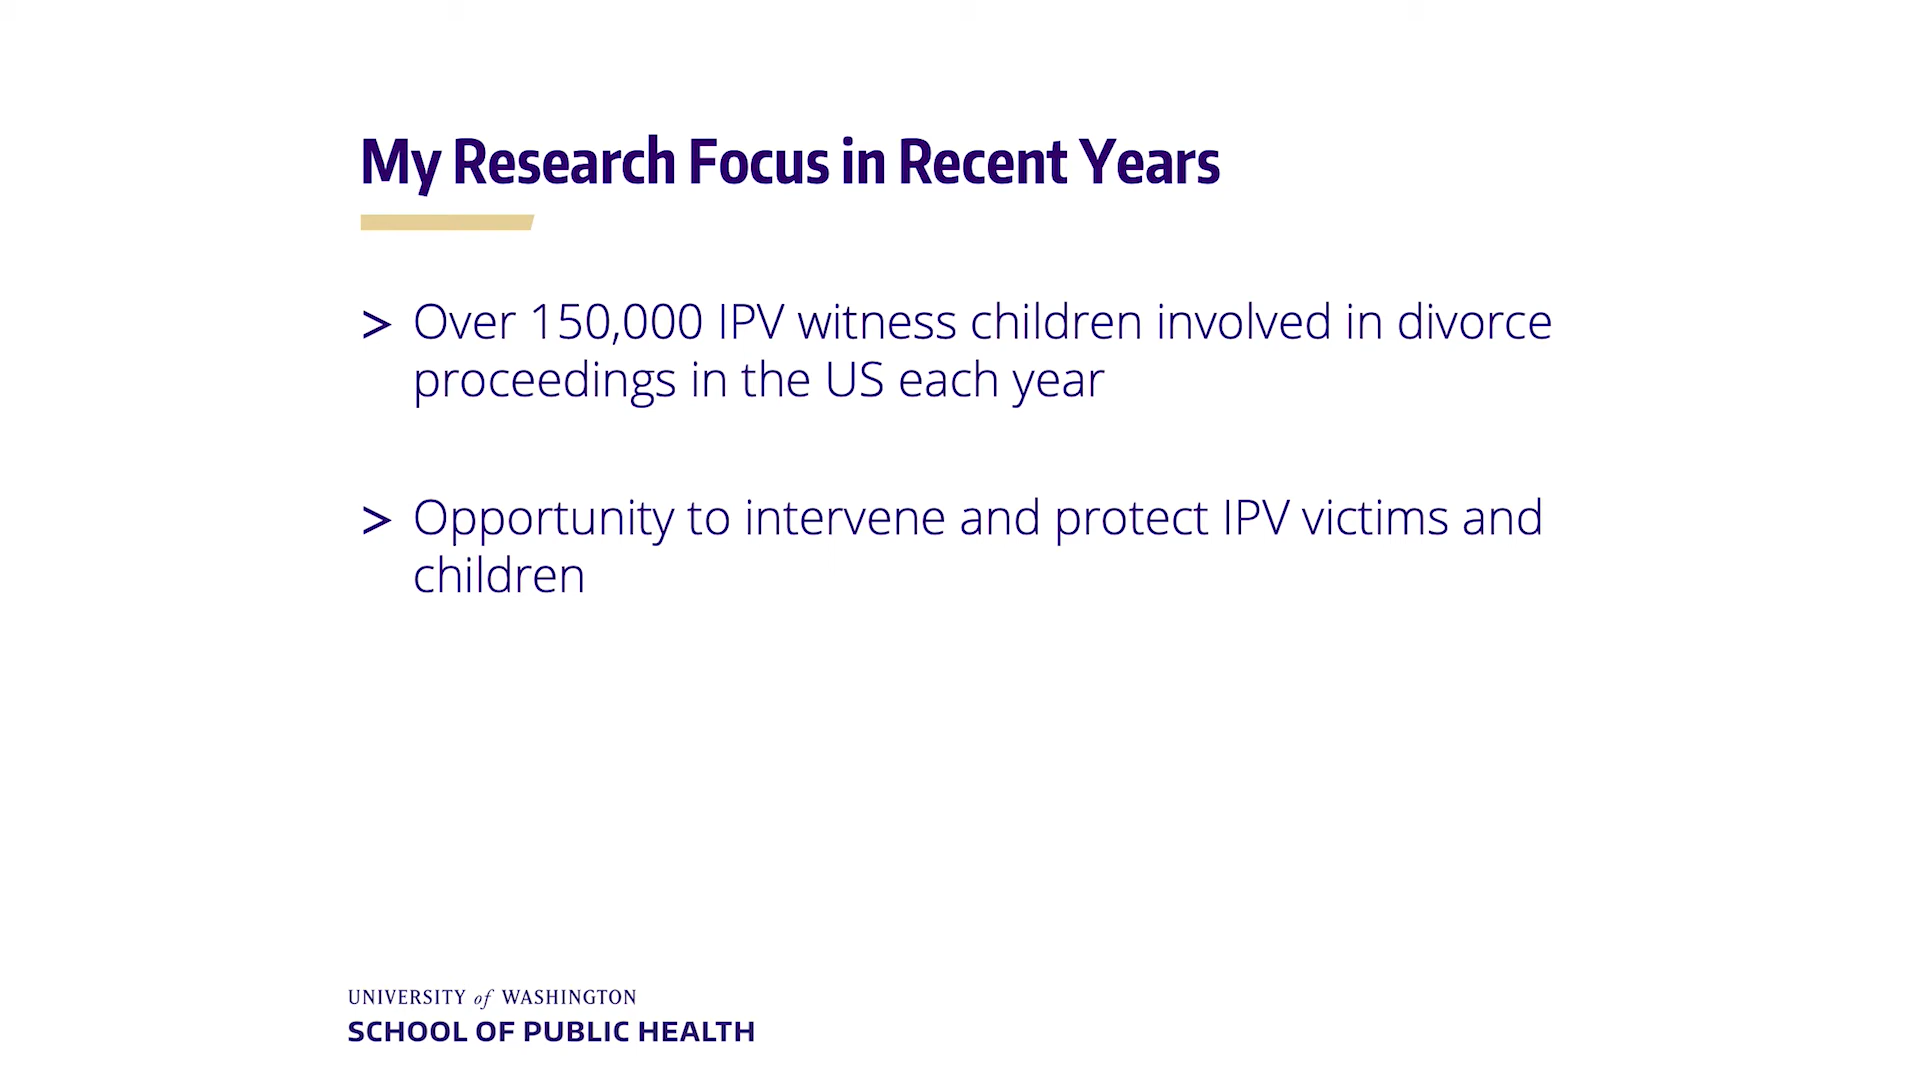 My Research Focus in Recent Years
> Over 150,000 IPV witness children involved in divorce
proceedings in the US each year
> Opportunity to intervene and protect IPV victims and
children
UNIVERSITY of WASHINGTON
SCHOOL OF PUBLIC HEALTH